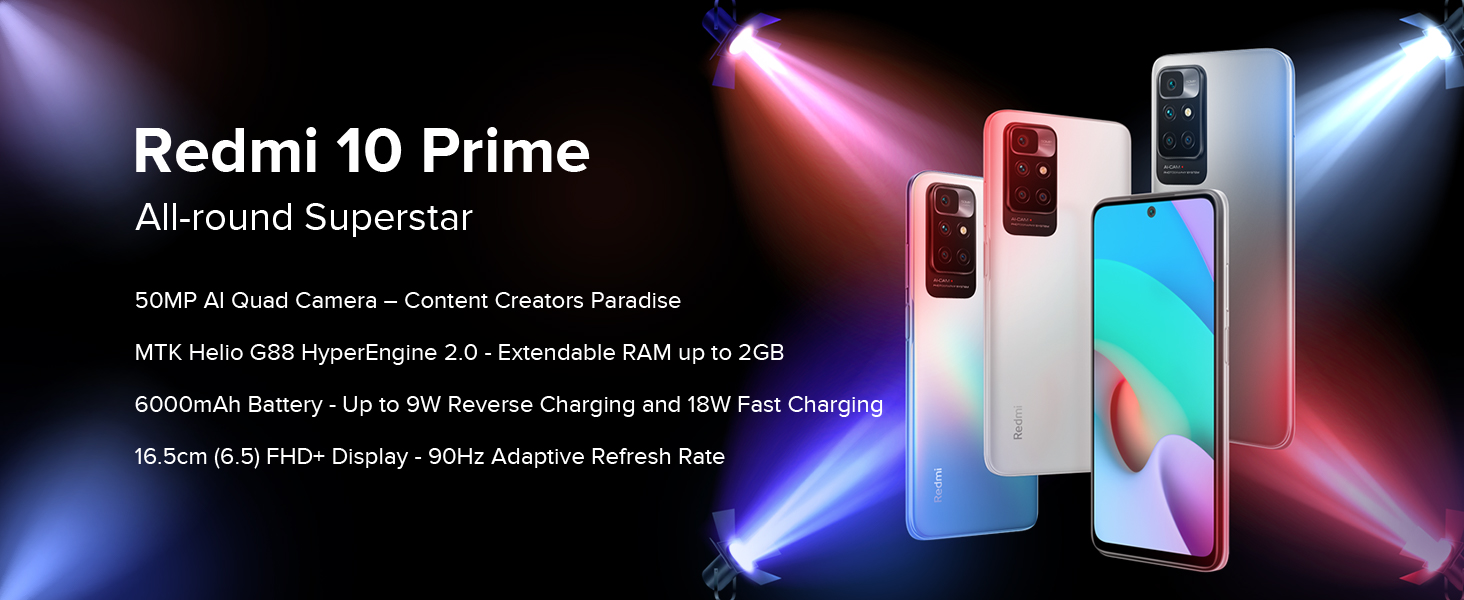 Redmi 10 Prime
All-round Superstar
50MP AI Quad Camera – Content Creators Paradise
MTK Helio G88 HyperEngine 2.0 - Extendable RAM up to 2GB
6000mAh Battery - Up to 9W Reverse Charging and 18W Fast Charging
16.5cm (6.5) FHD+ Display - 90Hz Adaptive Refresh Rate
Redmi
Redmi